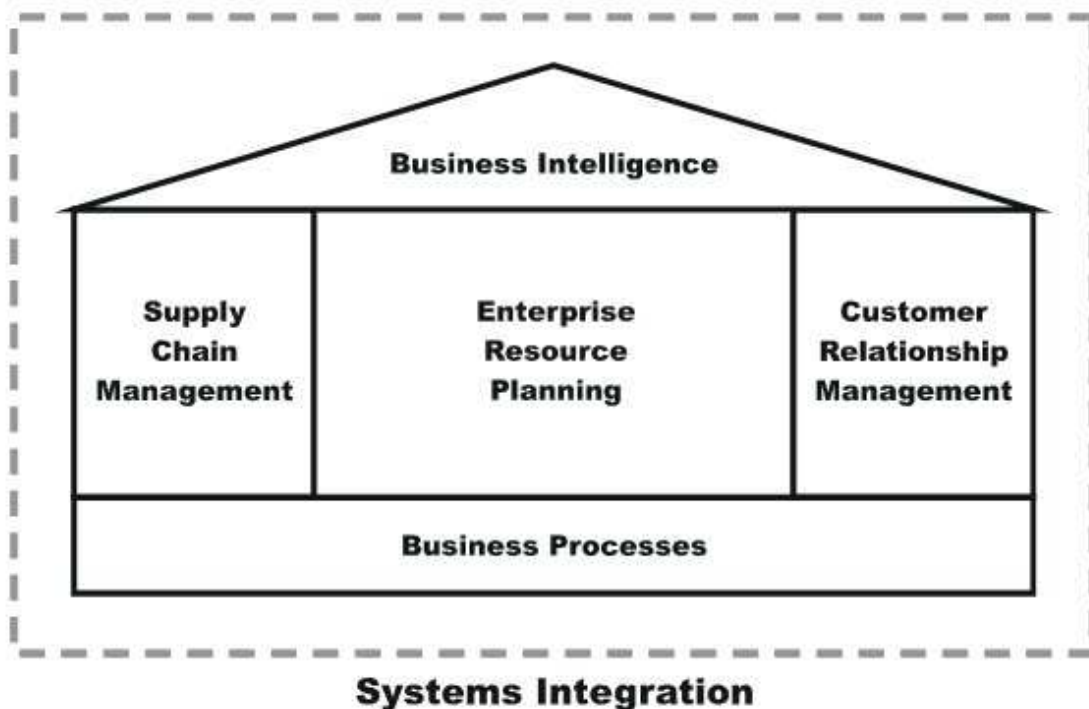 Business Intelligence
Supply
Chain
Management
Enterprise
Resource
Planning
Customer
Relationship
Management
Business Processes
Systems Integration